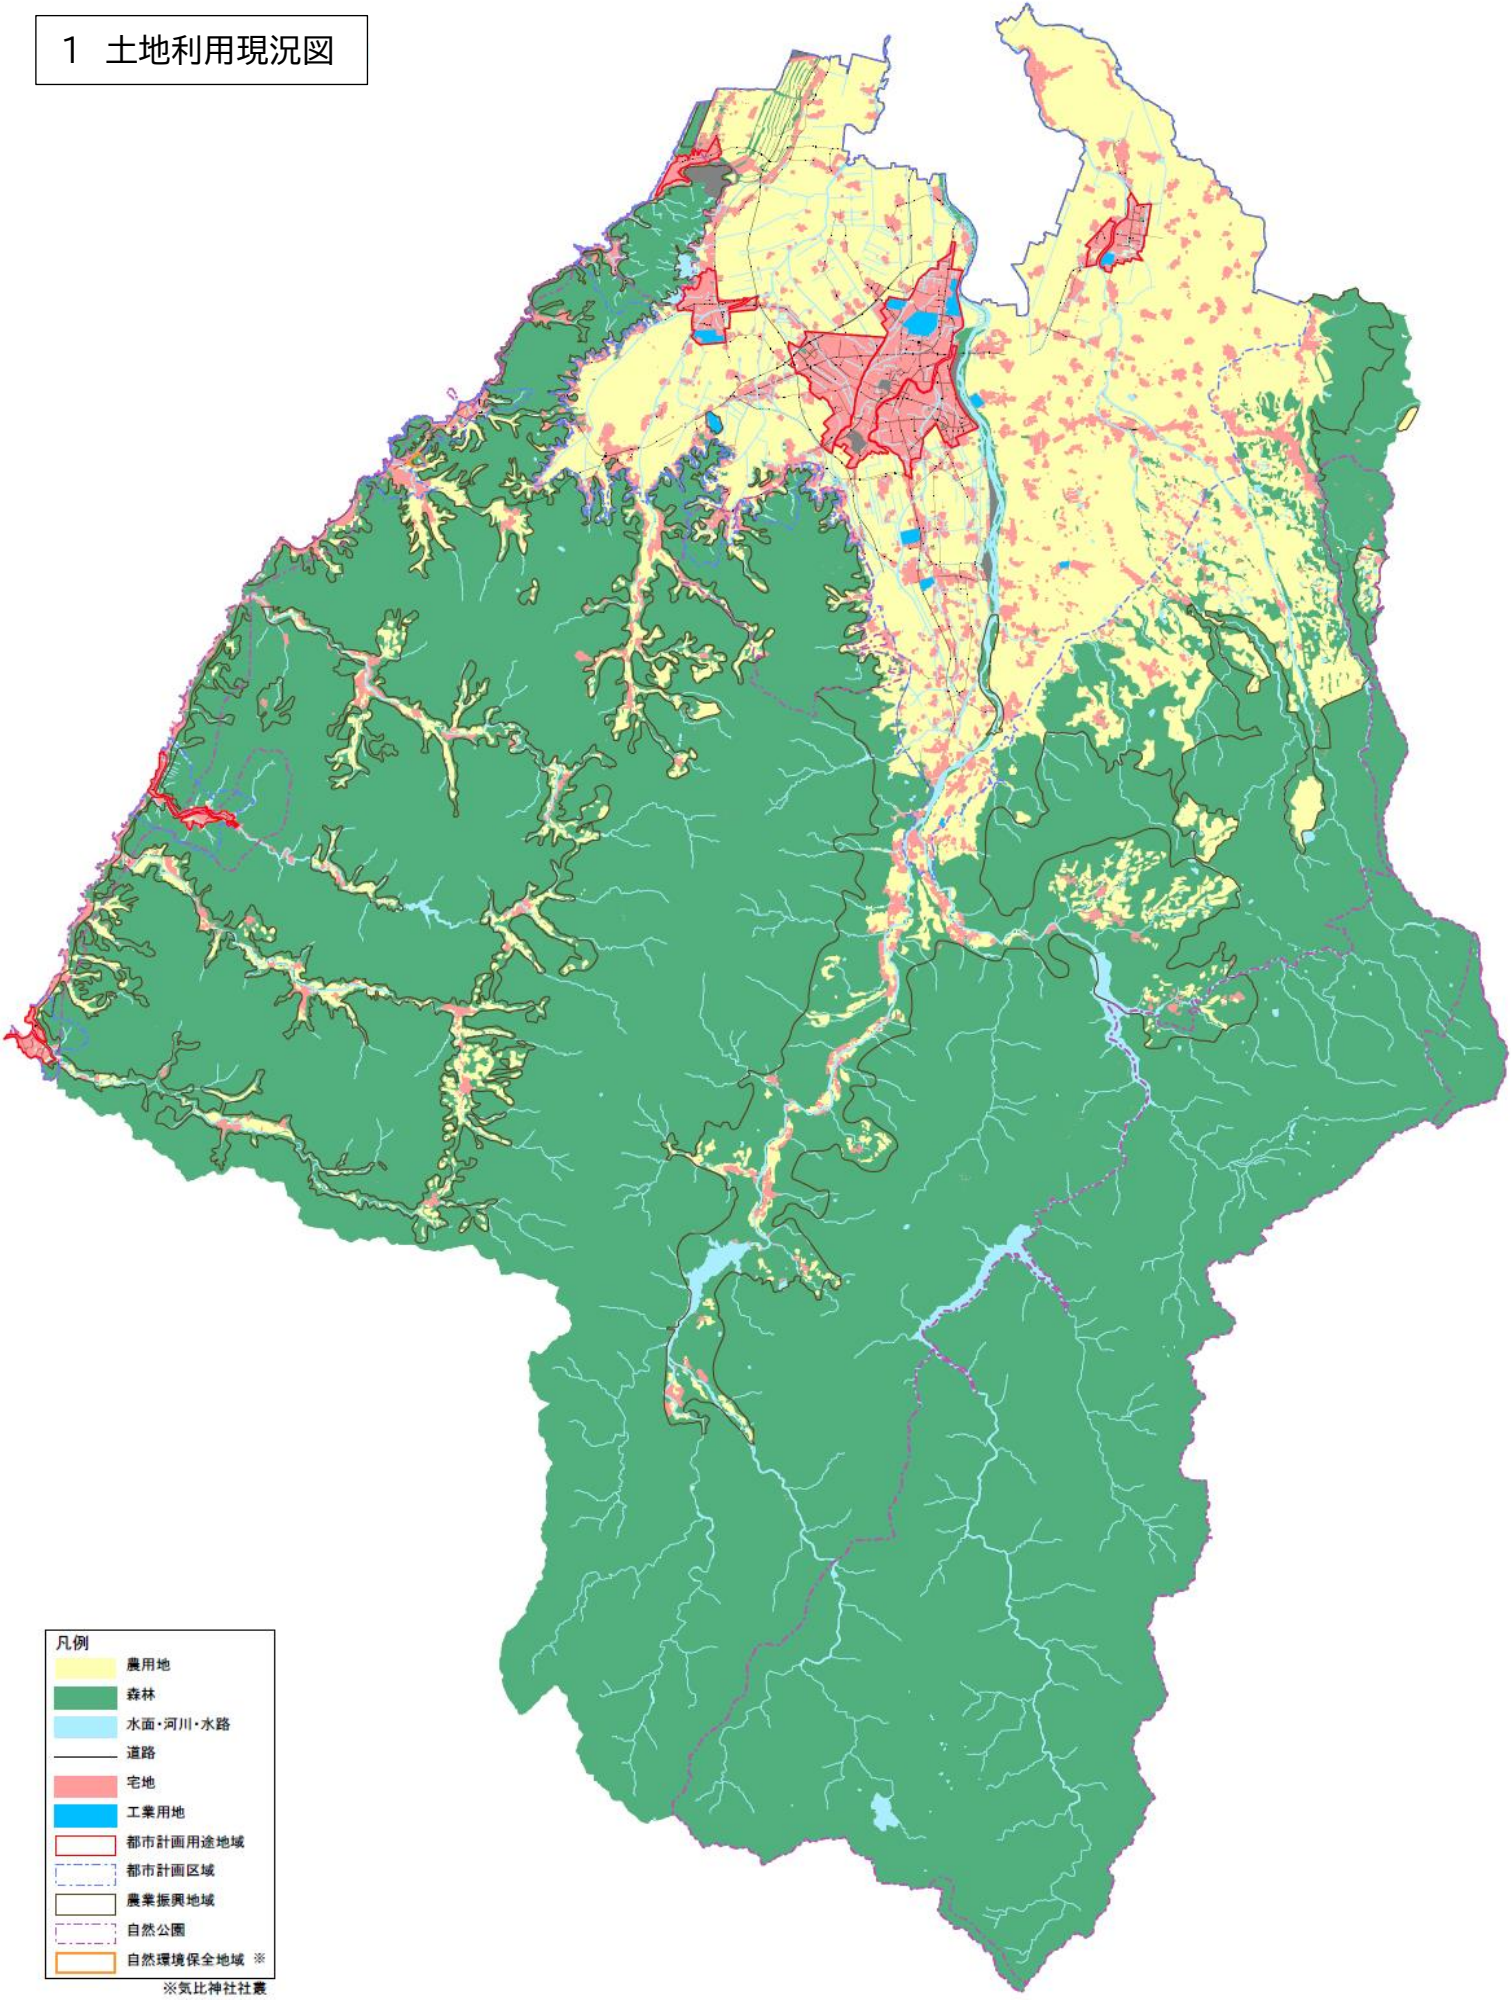 1 土地利用現況図
凡例
農用地
森林
水面・河川・水路
道路
宅地
工業用地
都市計画用途地域
都市計画区域
農業振興地域
自然公園
自然環境保全地域 ※
※気比神社社叢